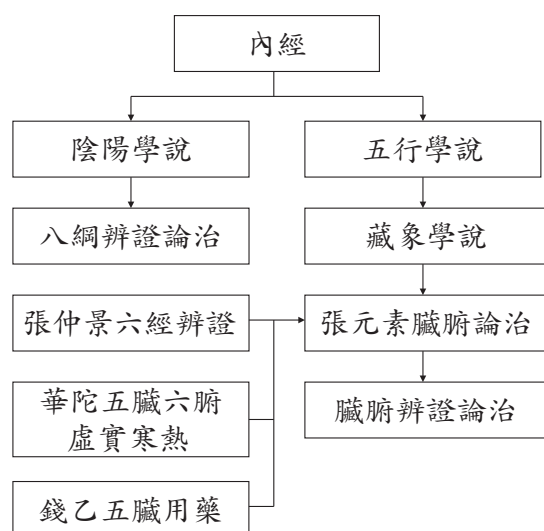 內經
陰陽學說
五行學說
八綱辨證論治
藏象學說
張仲景六經辨證
張元素臟腑論治
華陀五臟六腑
虛實寒熱
臟腑辨證論治
錢乙五臟用藥